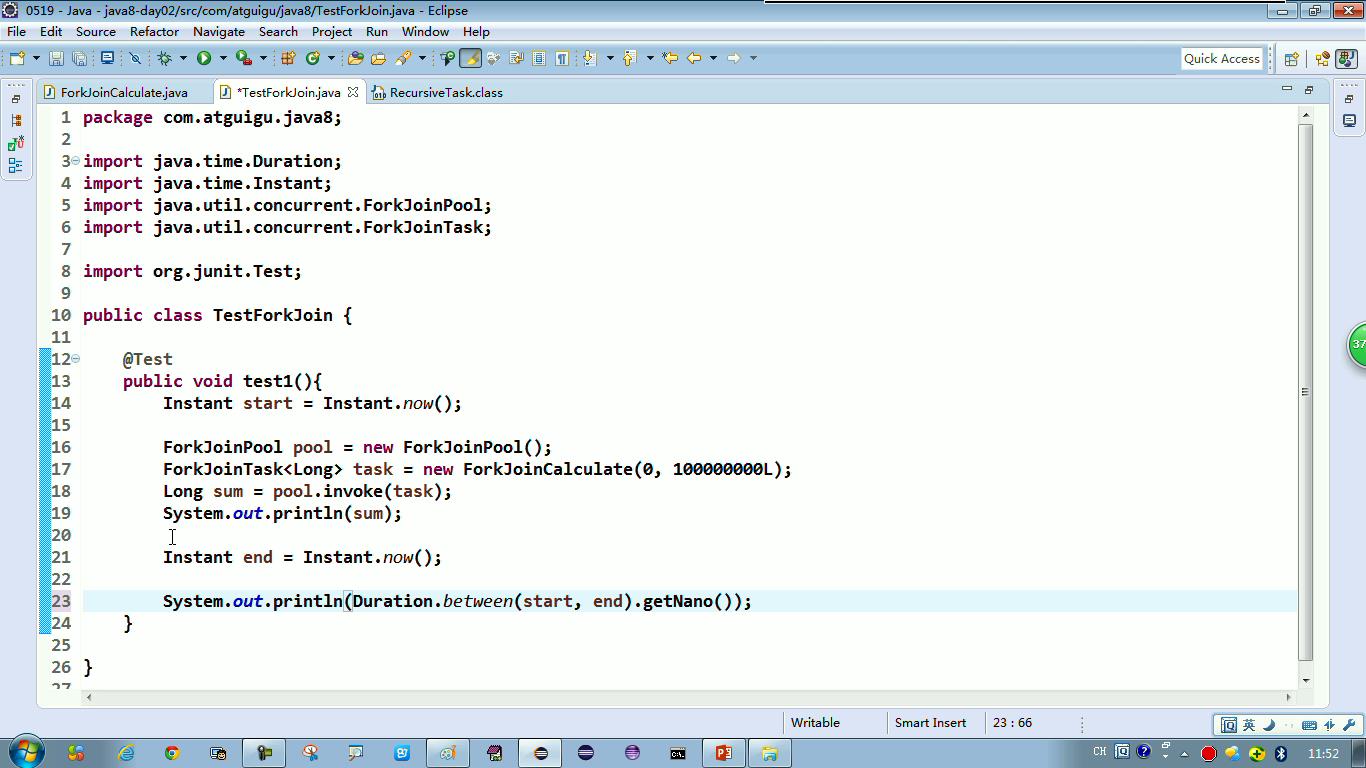 0519 - Java - java8-day02/src/com/atguigu/java8/TestForkJoin.java - Eclipse
File Edit Source Refactor Navigate Search Project Run Window Help
Quick Access
ForkJoinCalculate.java *TestForkJoin.java RecursiveTask.class
1 package com.atguigu.java8;
2
3 import java.time.Duration;
4 import java.time.Instant;
5 import java.util.concurrent.ForkJoinPool;
6 import java.util.concurrent.ForkJoinTask;
7
8 import org.junit.Test;
9
10 public class TestForkJoin {
11
12 @Test
13 public void test1(){
14 Instant start = Instant.now();
15
16 ForkJoinPool pool = new ForkJoinPool();
17 ForkJoinTask<Long> task = new ForkJoinCalculate(0, 100000000L);
18 Long sum = pool.invoke(task);
19 System.out.println(sum);
20
21 Instant end = Instant.now();
22
23 System.out.println(Duration.between(start, end).getNano());
24 }
25
26 }
27
37
Writable Smart Insert 23 : 66
英
CH 11:52